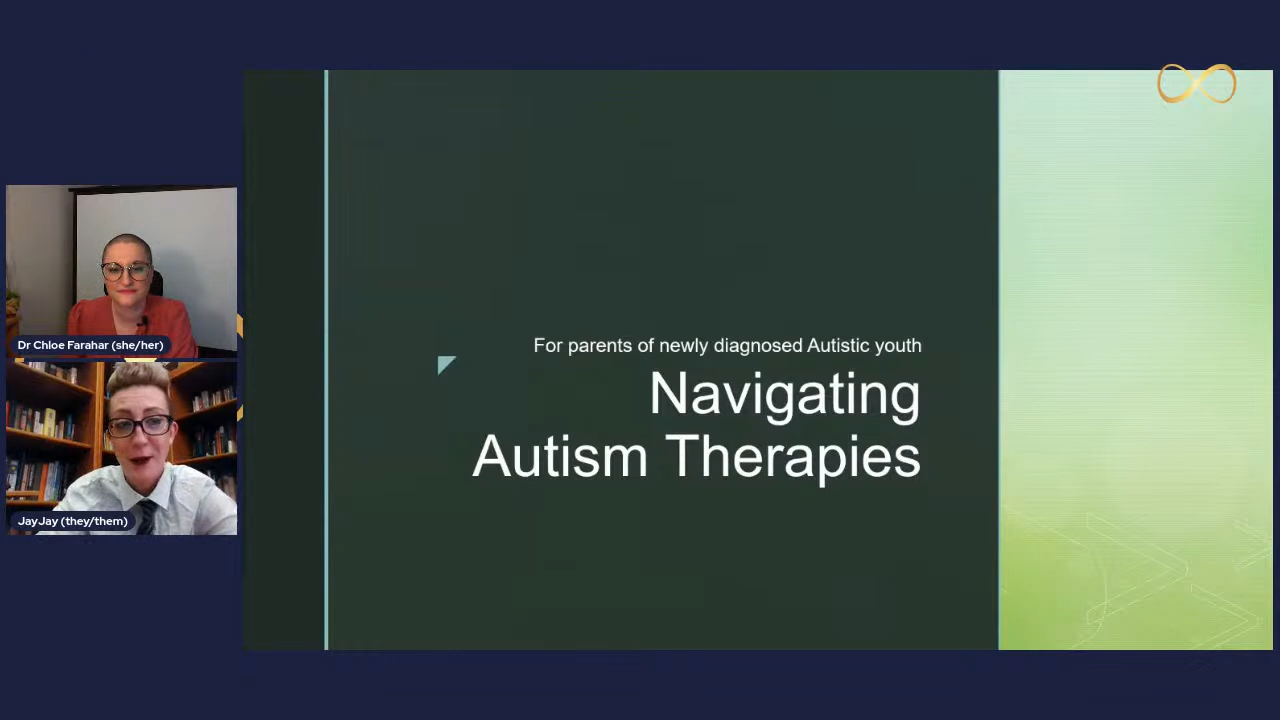 Dr Chloe Farahar (she/her)
JayJay (they/them)
For parents of newly diagnosed Autistic youth
Navigating
Autism Therapies